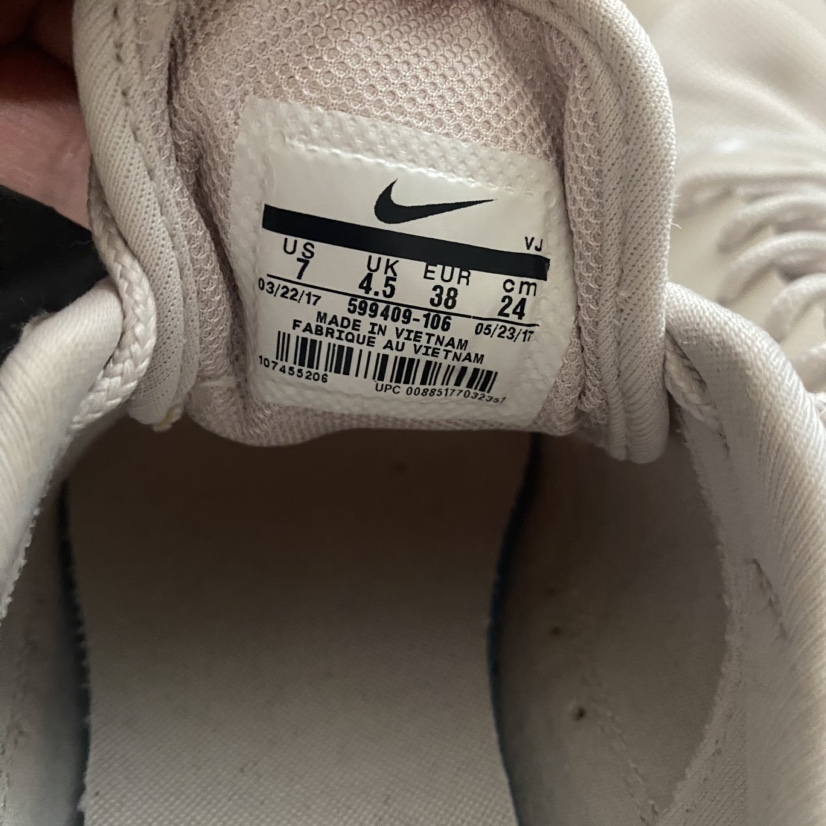 VJ
US UK EUR cm
7 4.5 38 24
03/22/17 599409-106 05/23/17
MADE IN VIETNAM
FABRIQUE AU VIETNAM
107455206
UPC 00885177032357